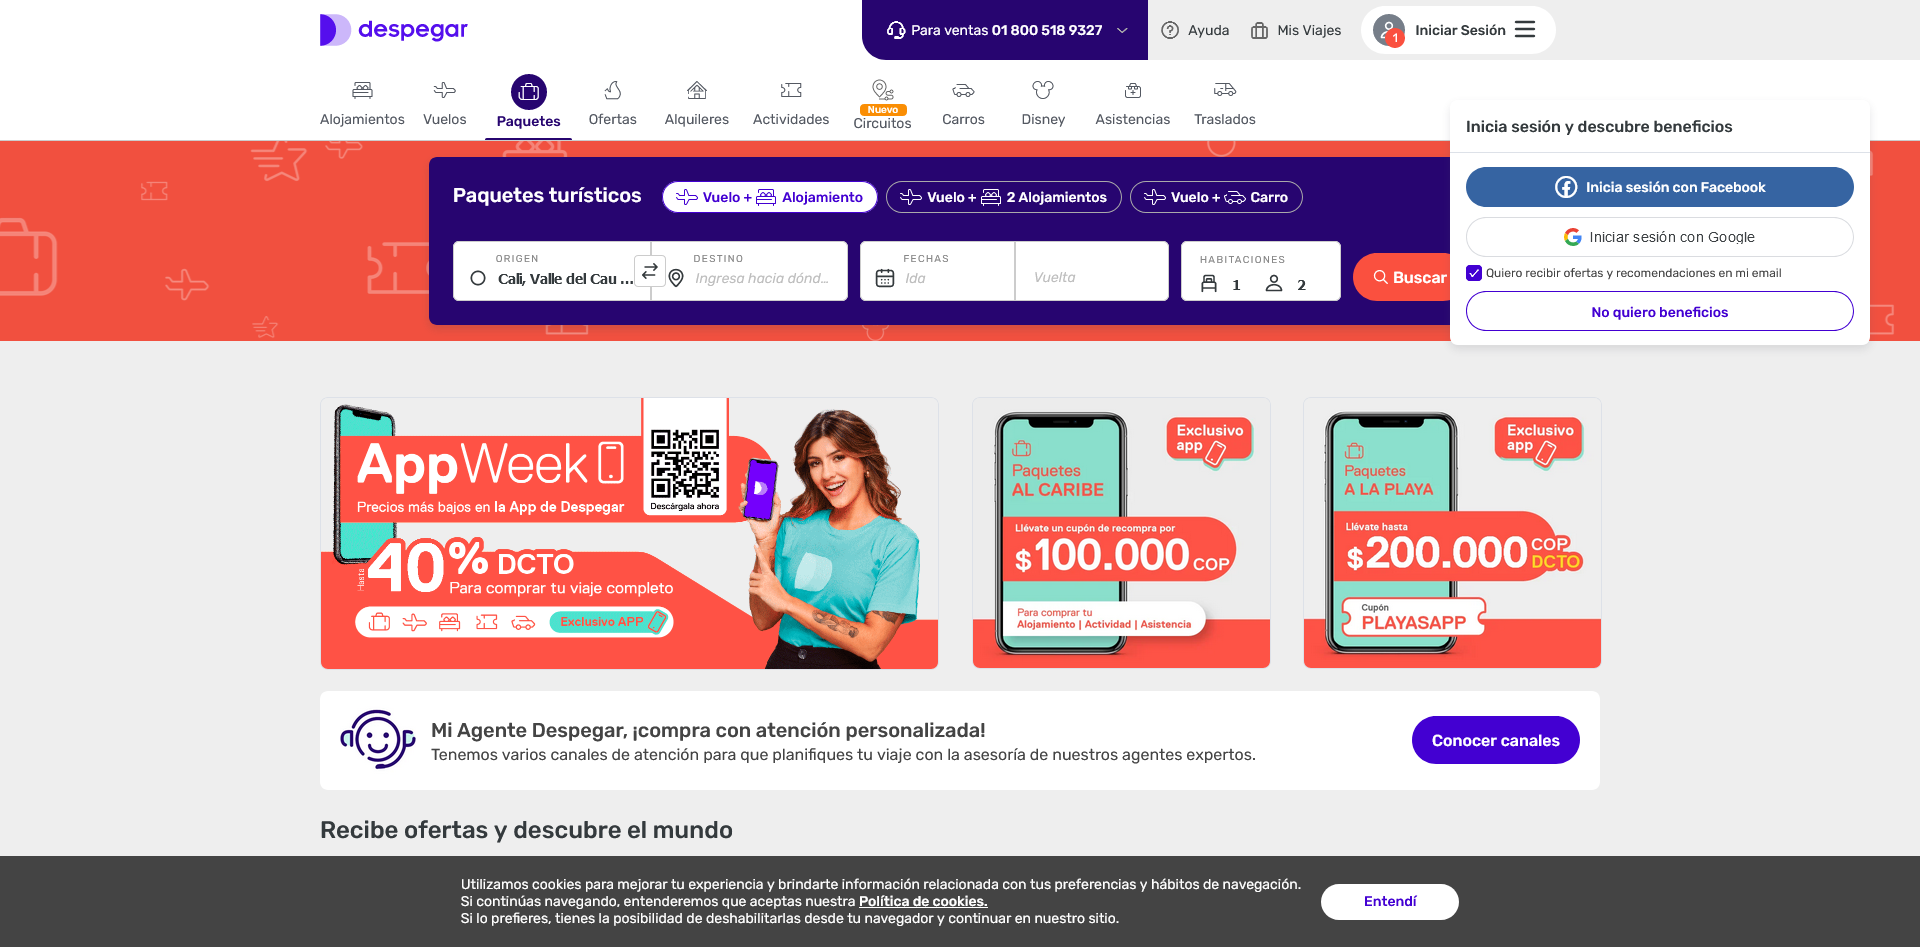 despegar
Para ventas 01 800 518 9327
Ayuda
Mis Viajes
1
Iniciar Sesión
Alojamientos
Vuelos
Paquetes
Ofertas
Alquileres
Actividades
Nuevo
Circuitos
Carros
Disney
Asistencias
Traslados
Inicia sesión y descubre beneficios
Inicia sesión con Facebook
Iniciar sesión con Google
Quiero recibir ofertas y recomendaciones en mi email
No quiero beneficios
Paquetes turísticos
Vuelo + Alojamiento
Vuelo + 2 Alojamientos
Vuelo + Carro
ORIGEN
Cali, Valle del Cau ...
DESTINO
Ingresa hacia dónd...
FECHAS
Ida
Vuelta
HABITACIONES
1
2
Buscar
AppWeek
Precios más bajos en la App de Despegar
Descárgala ahora
Hasta
40% DCTO
Para comprar tu viaje completo
Exclusivo APP
Exclusivo
app
Paquetes
AL CARIBE
Llévate un cupón de recompra por
$100.000 COP
Para comprar tu
Alojamiento | Actividad | Asistencia
Exclusivo
app
Paquetes
A LA PLAYA
Llévate hasta
$200.000 COP
DCTO
Cupón
PLAYASAPP
Mi Agente Despegar, ¡compra con atención personalizada!
Tenemos varios canales de atención para que planifiques tu viaje con la asesoría de nuestros agentes expertos.
Conocer canales
Recibe ofertas y descubre el mundo
Utilizamos cookies para mejorar tu experiencia y brindarte información relacionada con tus preferencias y hábitos de navegación.
Si continúas navegando, entenderemos que aceptas nuestra Política de cookies.
Si lo prefieres, tienes la posibilidad de deshabilitarlas desde tu navegador y continuar en nuestro sitio.
Entendí